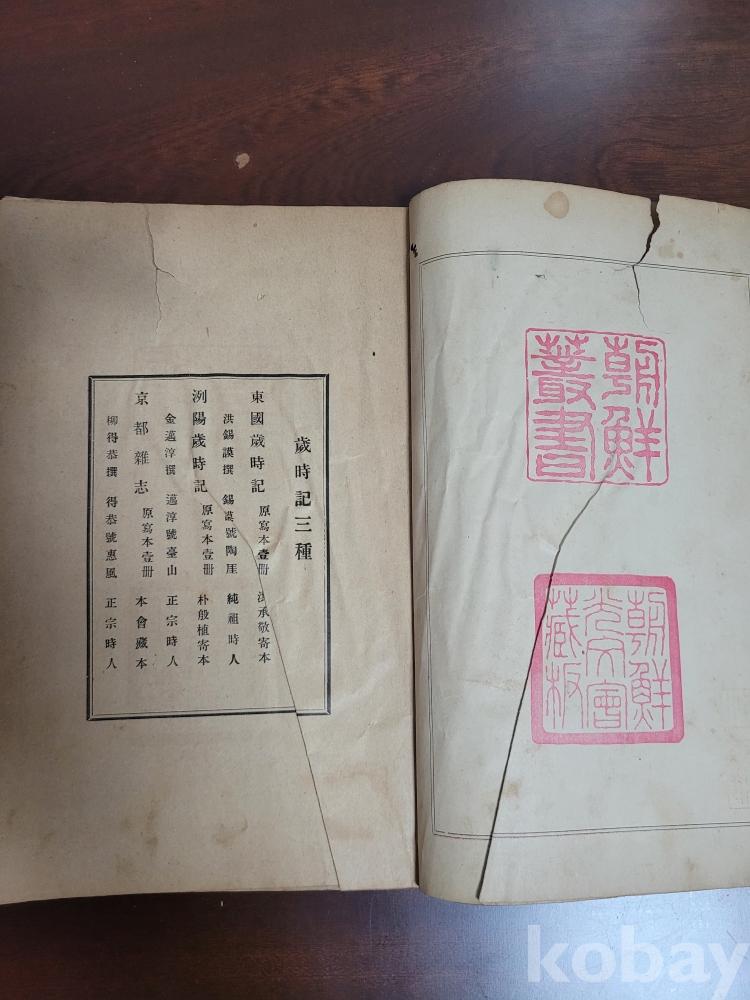 朝鮮
叢書
朝鮮
光文會
藏板
歲時記三種
東國歲時記 原寫本壹冊 洪承敬寄本
洪錫謨撰 錫謨號陶厓 純祖時人
洌陽歲時記 原寫本壹冊 朴殷植寄本
金邁淳撰 邁淳號臺山 正宗時人
京都雜志 原寫本壹冊 本會藏本
柳得恭撰 得恭號惠風 正宗時人
kobay